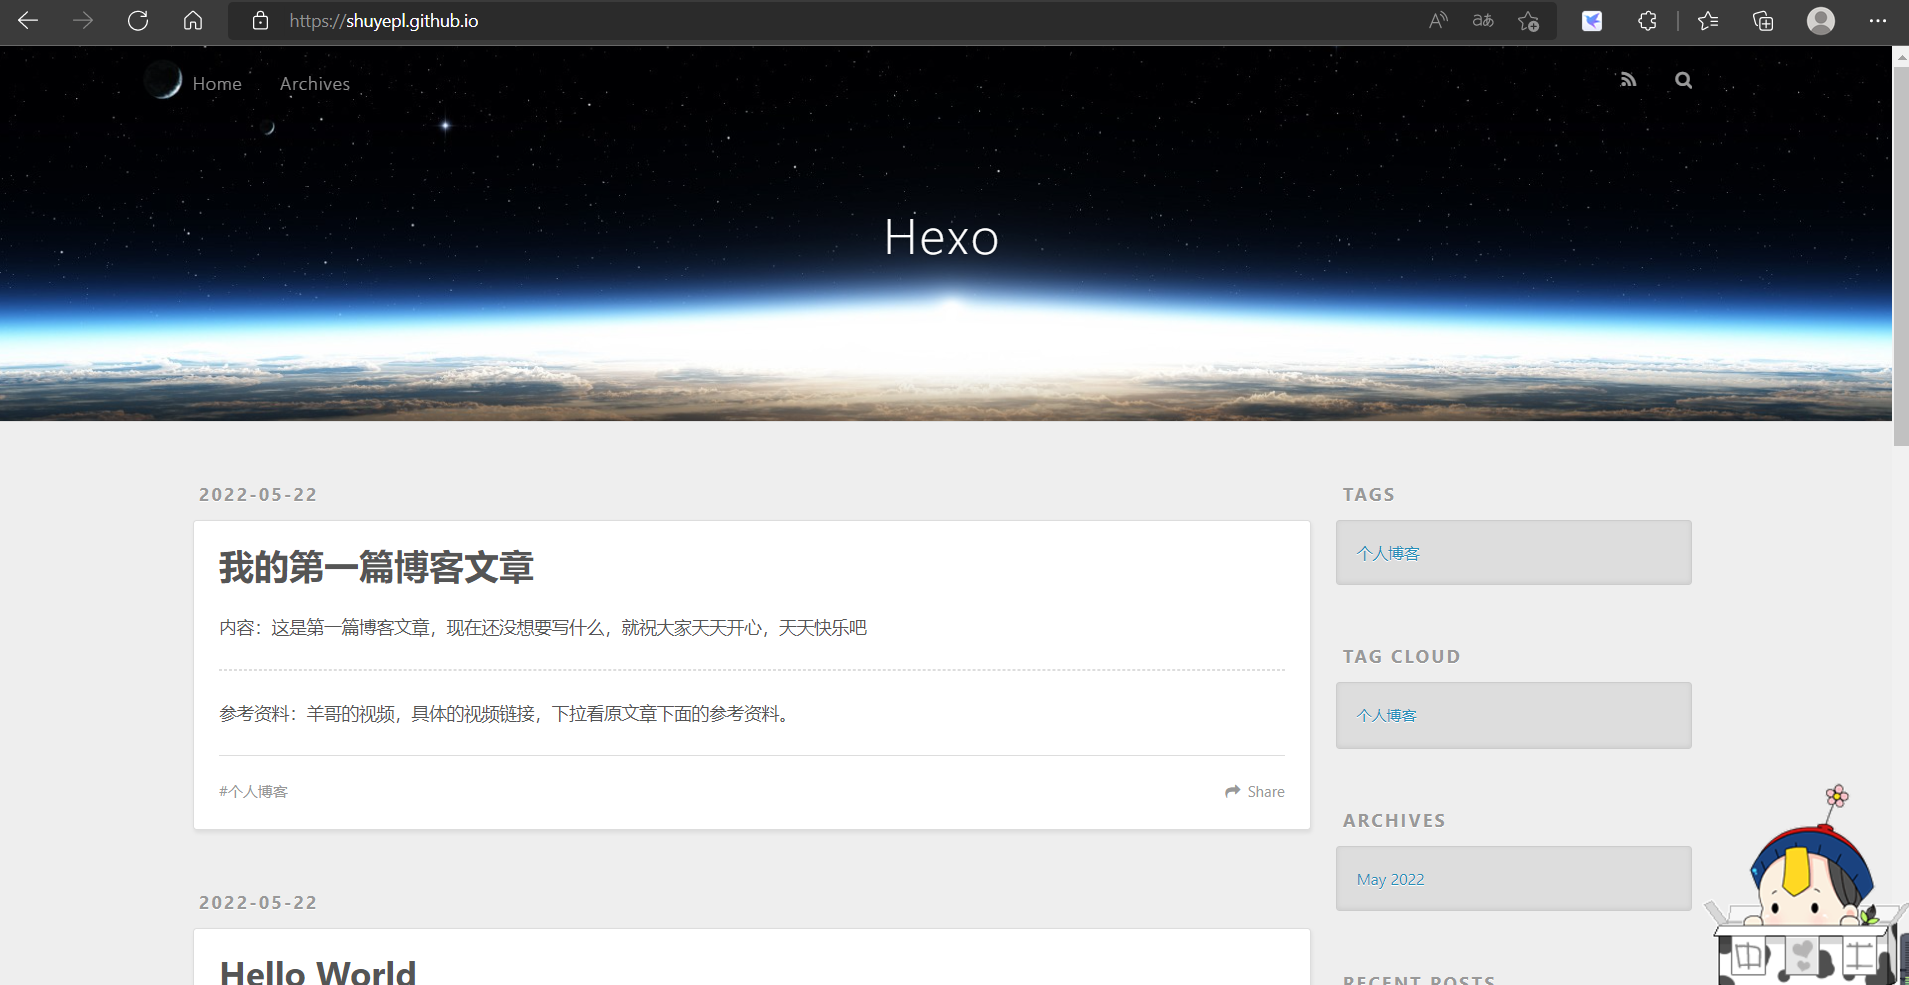 https://shuyepl.github.io
Home
Archives
Hexo
2022-05-22
我的第一篇博客文章
内容：这是第一篇博客文章，现在还没想要写什么，就祝大家天天开心，天天快乐吧
参考资料：羊哥的视频，具体的视频链接，下拉看原文章下面的参考资料。
#个人博客
Share
2022-05-22
Hello World
TAGS
个人博客
TAG CLOUD
个人博客
ARCHIVES
May 2022
RECENT POSTS